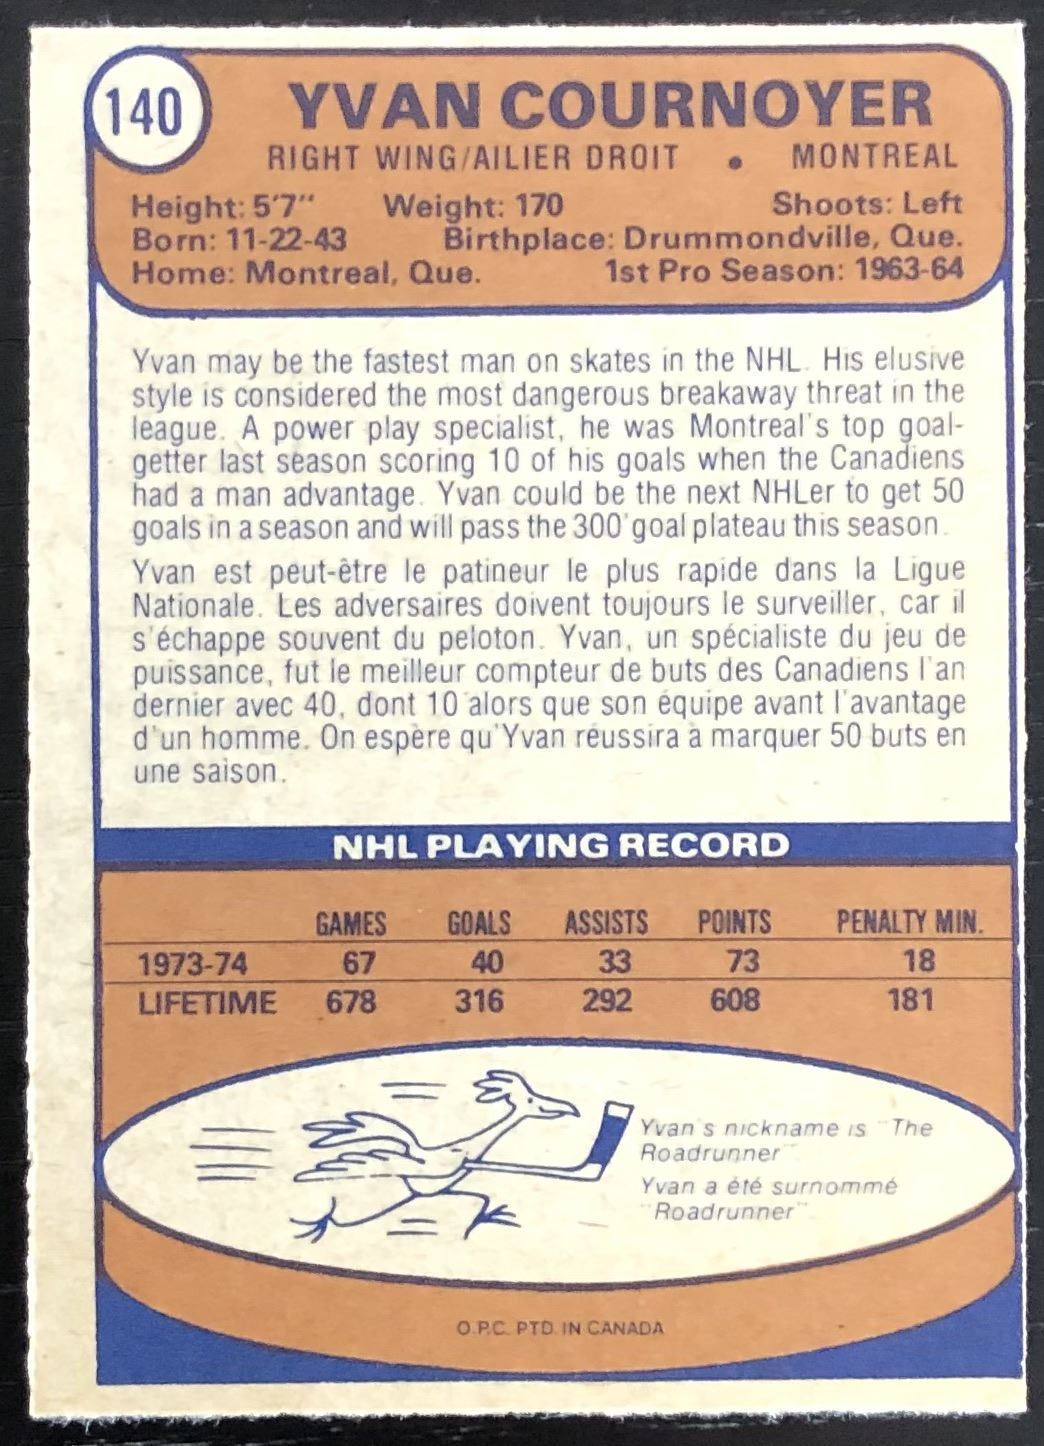 140
YVAN COURNOYER
RIGHT WING/AILIER DROIT • MONTREAL
Height: 5'7" Weight: 170 Shoots: Left
Born: 11-22-43 Birthplace: Drummondville, Que.
Home: Montreal, Que. 1st Pro Season: 1963-64
Yvan may be the fastest man on skates in the NHL. His elusive
style is considered the most dangerous breakaway threat in the
league. A power play specialist, he was Montreal's top goal-
getter last season scoring 10 of his goals when the Canadiens
had a man advantage. Yvan could be the next NHLer to get 50
goals in a season and will pass the 300 goal plateau this season.
Yvan est peut-être le patineur le plus rapide dans la Ligue
Nationale. Les adversaires doivent toujours le surveiller, car il
s'échappe souvent du peloton. Yvan, un spécialiste du jeu de
puissance, fut le meilleur compteur de buts des Canadiens l'an
dernier avec 40, dont 10 alors que son équipe avant l'avantage
d'un homme. On espère qu'Yvan réussira à marquer 50 buts en
une saison.
NHL PLAYING RECORD
GAMES GOALS ASSISTS POINTS PENALTY MIN.
1973-74 67 40 33 73 18
LIFETIME 678 316 292 608 181
Yvan's nickname is "The
Roadrunner".
Yvan a été surnommé
"Roadrunner".
O.P.C. PTD. IN CANADA